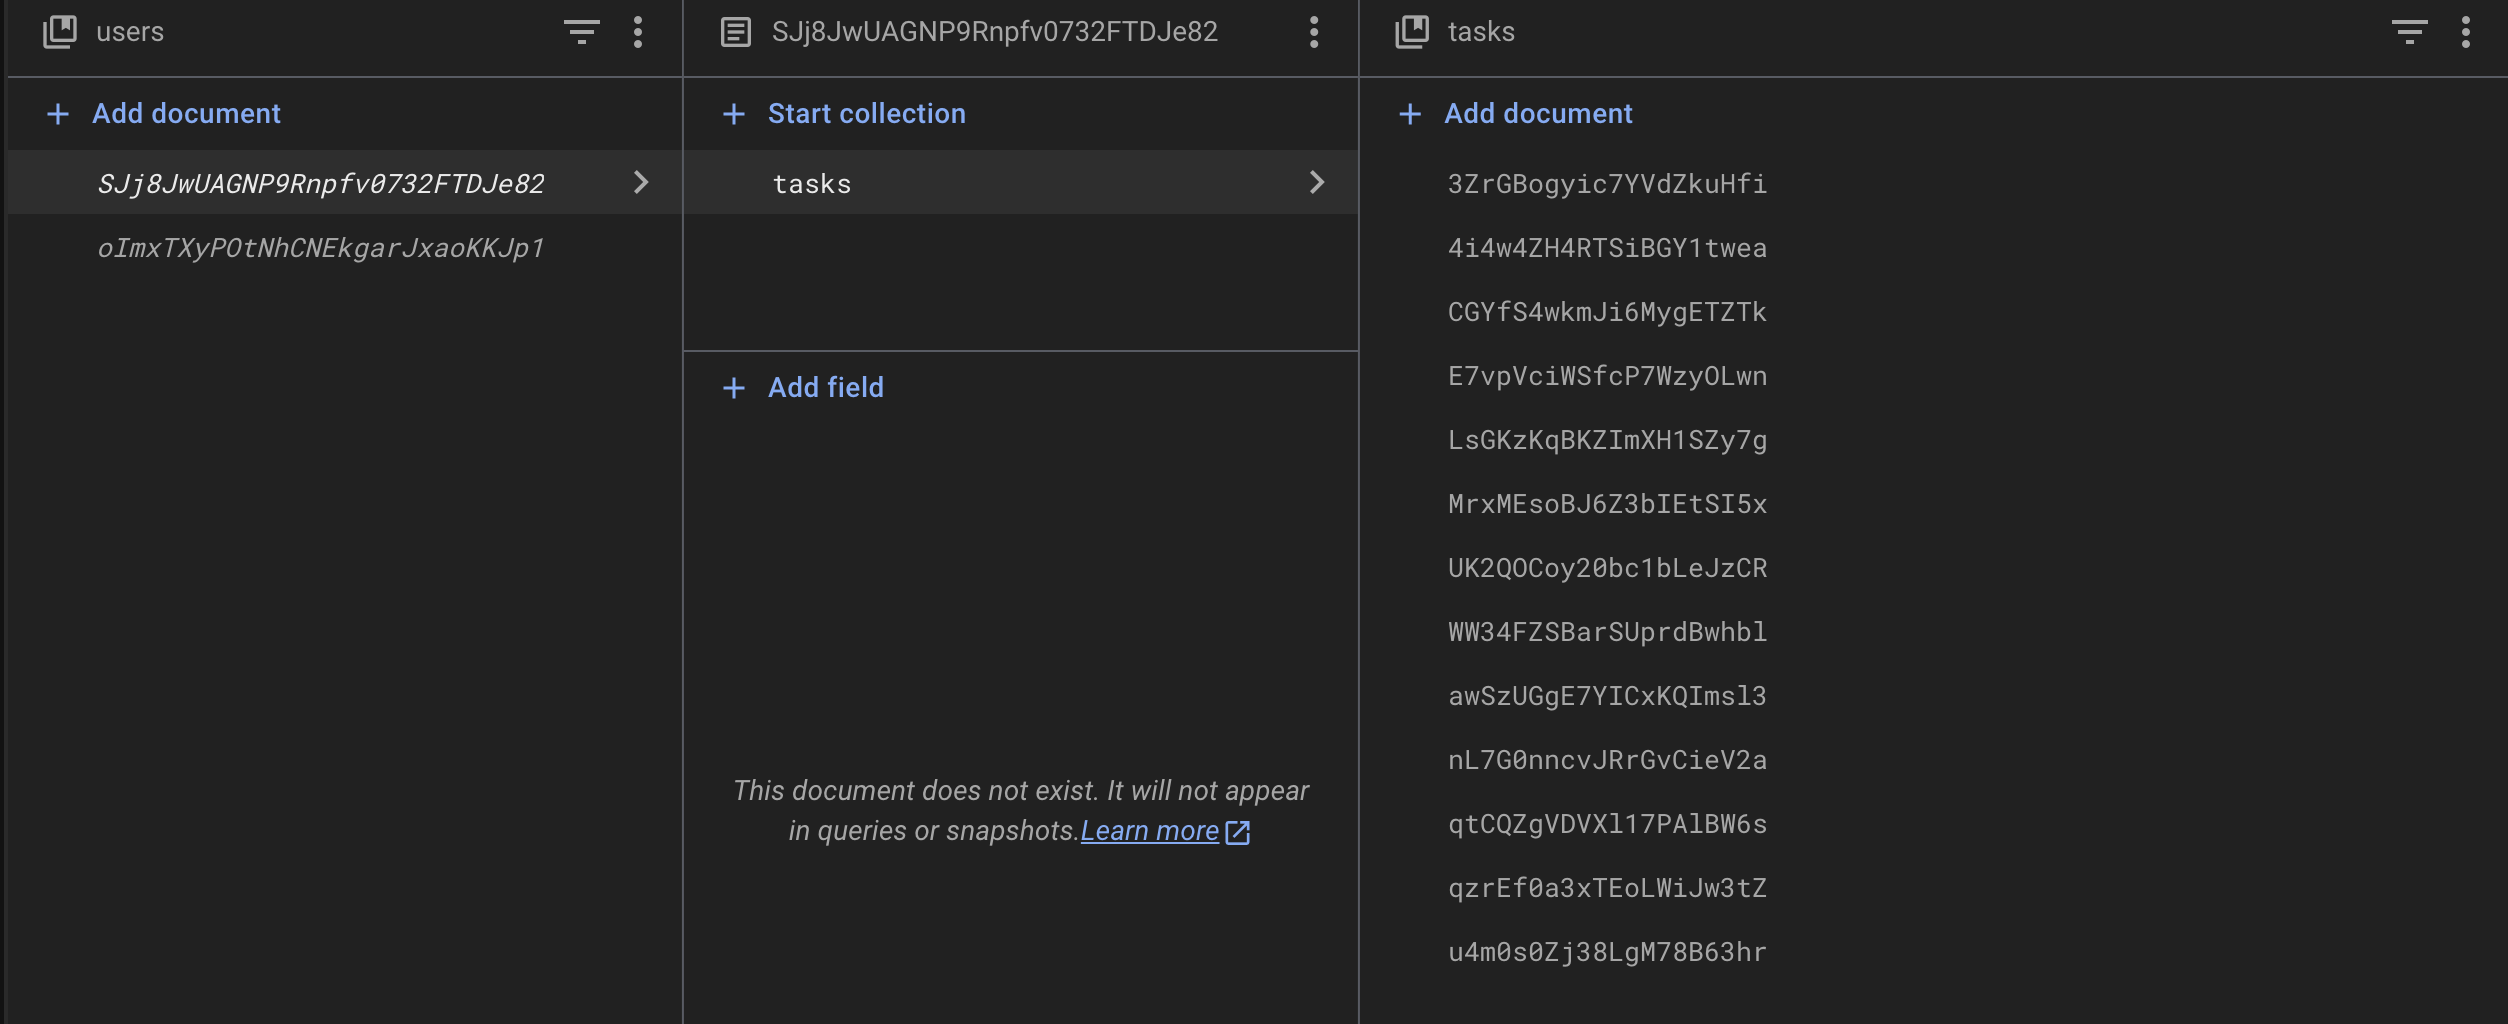 users
Add document
SJj8JwUAGNP9Rnpfv0732FTDJe82
oImxTXyPOtNhCNEkgarJxaoKKJp1
SJj8JwUAGNP9Rnpfv0732FTDJe82
Start collection
tasks
Add field
This document does not exist. It will not appear
in queries or snapshots.Learn more
tasks
Add document
3ZrGBogyic7YVdZkuHfi
4i4w4ZH4RTSiBGY1twea
CGYfS4wkmJi6MygETZTk
E7vpVciWSfcP7WzyOLwn
LsGKzKqBKZImXH1SZy7g
MrxMEsoBJ6Z3bIEtSI5x
UK2QOCoy20bc1bLeJzCR
WW34FZSBarSUprdBwhbl
awSzUGgE7YICxKQImsl3
nL7G0nncvJRrGvCieV2a
qtCQZgVDVXl17PAlBW6s
qzrEf0a3xTEoLWiJw3tZ
u4m0s0Zj38LgM78B63hr